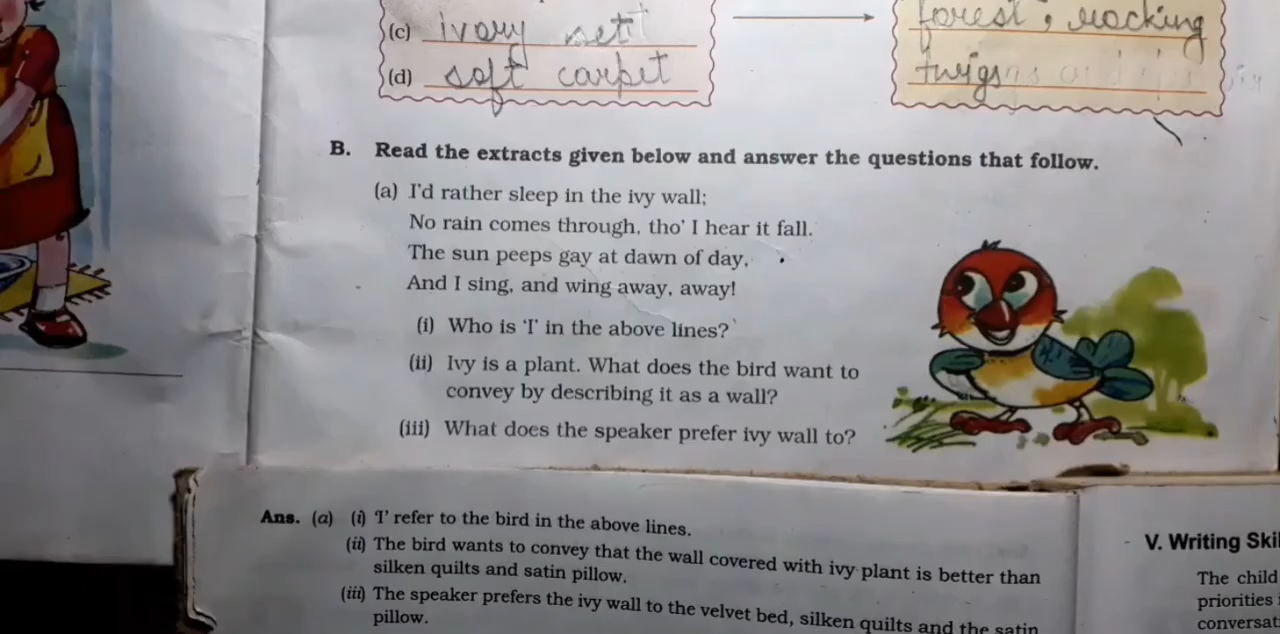 (c) ivory net
forest, rocking
(d) soft carpet
twigs
B. Read the extracts given below and answer the questions that follow.
(a) I'd rather sleep in the ivy wall;
No rain comes through, tho' I hear it fall.
The sun peeps gay at dawn of day,
And I sing, and wing away, away!
(i) Who is 'I' in the above lines?
(ii) Ivy is a plant. What does the bird want to
convey by describing it as a wall?
(iii) What does the speaker prefer ivy wall to?
Ans. (a) (i) 'I' refer to the bird in the above lines.
(ii) The bird wants to convey that the wall covered with ivy plant is better than
silken quilts and satin pillow.
(iii) The speaker prefers the ivy wall to the velvet bed, silken quilts and the satin
pillow.
V. Writing Skil
The child
priorities
conversat